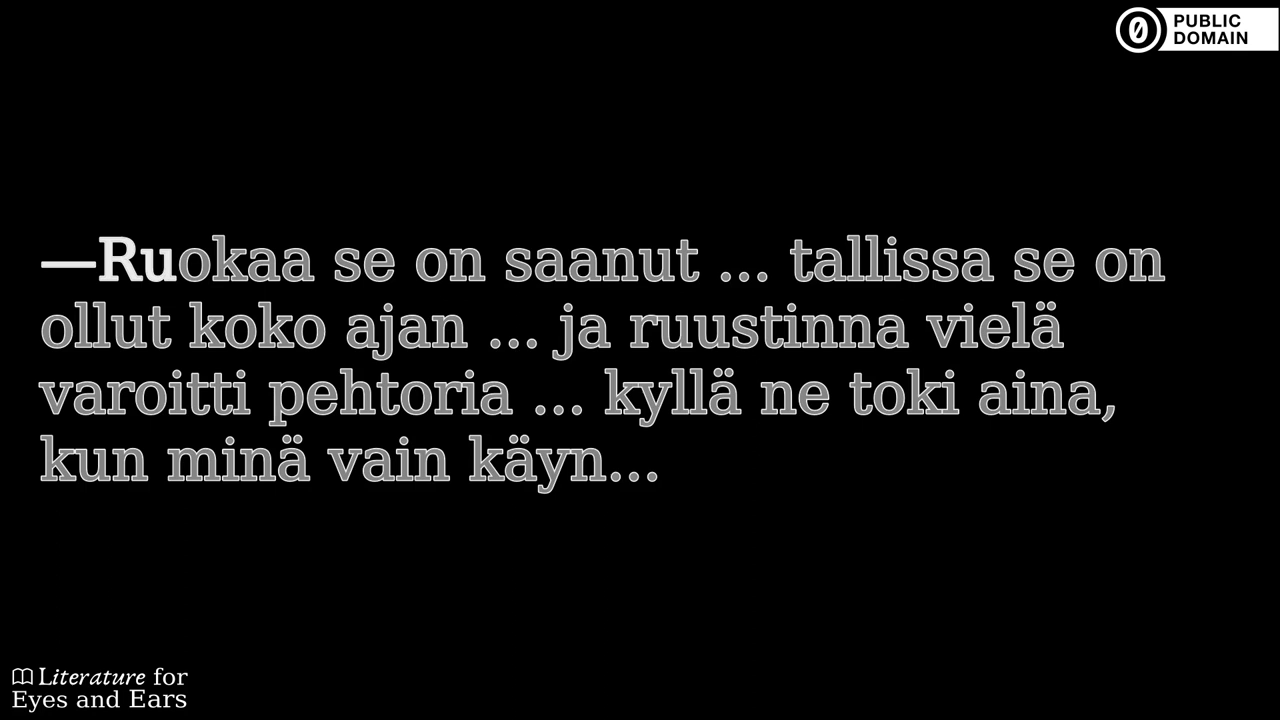 PUBLIC
DOMAIN
—Ruokaa se on saanut ... tallissa se on
ollut koko ajan ... ja ruustinna vielä
varoitti pehtoria ... kyllä ne toki aina,
kun minä vain käyn...
Literature for
Eyes and Ears